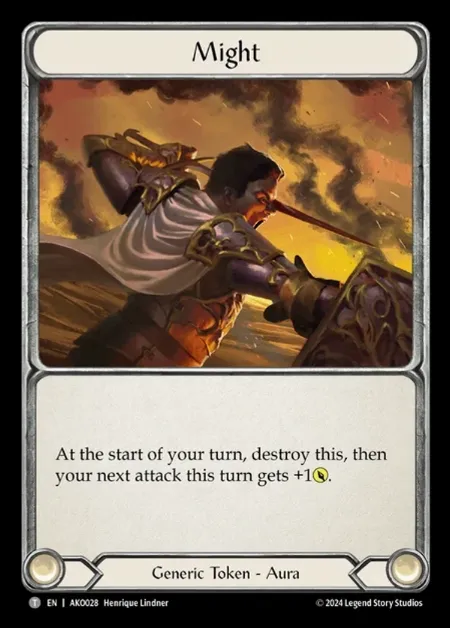 Might
At the start of your turn, destroy this, then
your next attack this turn gets +1.
Generic Token - Aura
T EN | AKO028 Henrique Lindner © 2024 Legend Story Studios